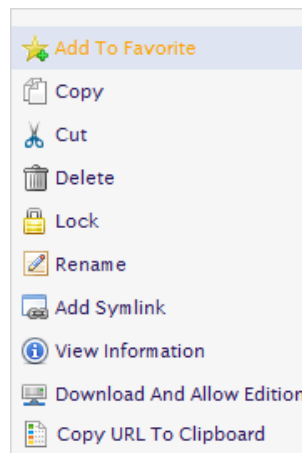 Add To Favorite
Copy
Cut
Delete
Lock
Rename
Add Symlink
View Information
Download And Allow Edition
Copy URL To Clipboard